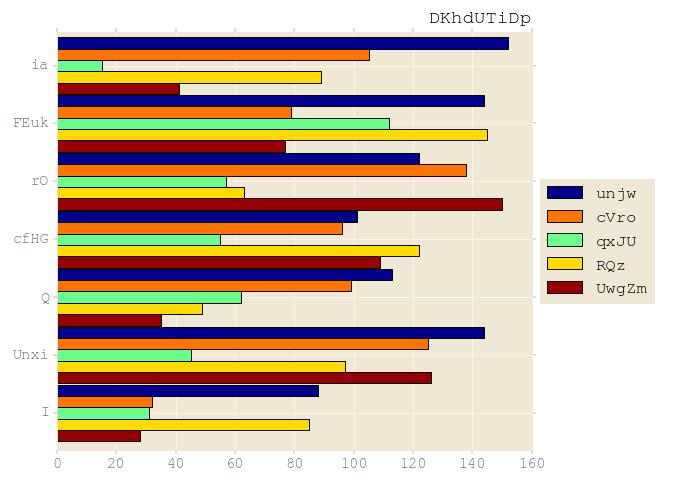 DKhdUTiDp
ia
FEuk
rO
cfHG
Q
Unxi
I
0 20 40 60 80 100 120 140 160
unjw
cVro
qxJU
RQz
UwgZm